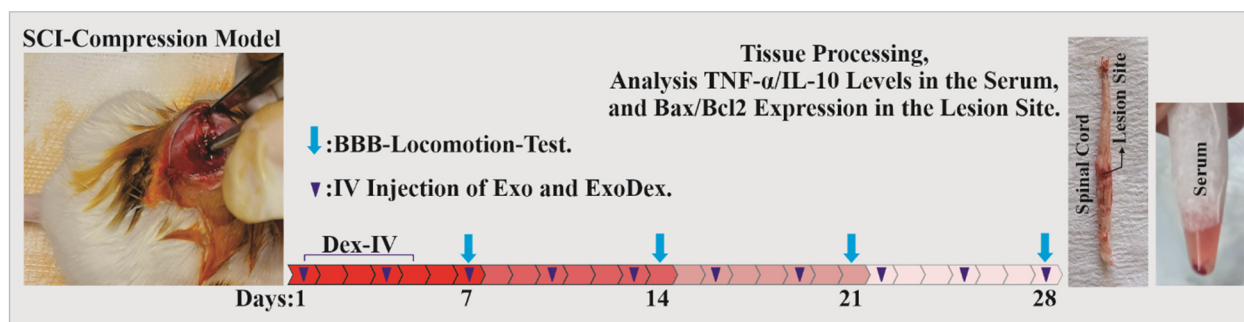 SCI-Compression Model
Tissue Processing,
Analysis TNF-α/IL-10 Levels in the Serum,
and Bax/Bcl2 Expression in the Lesion Site.
:BBB-Locomotion-Test.
:IV Injection of Exo and ExoDex.
Dex-IV
Days:1
7
14
21
28
Spinal Cord
Lesion Site
Serum